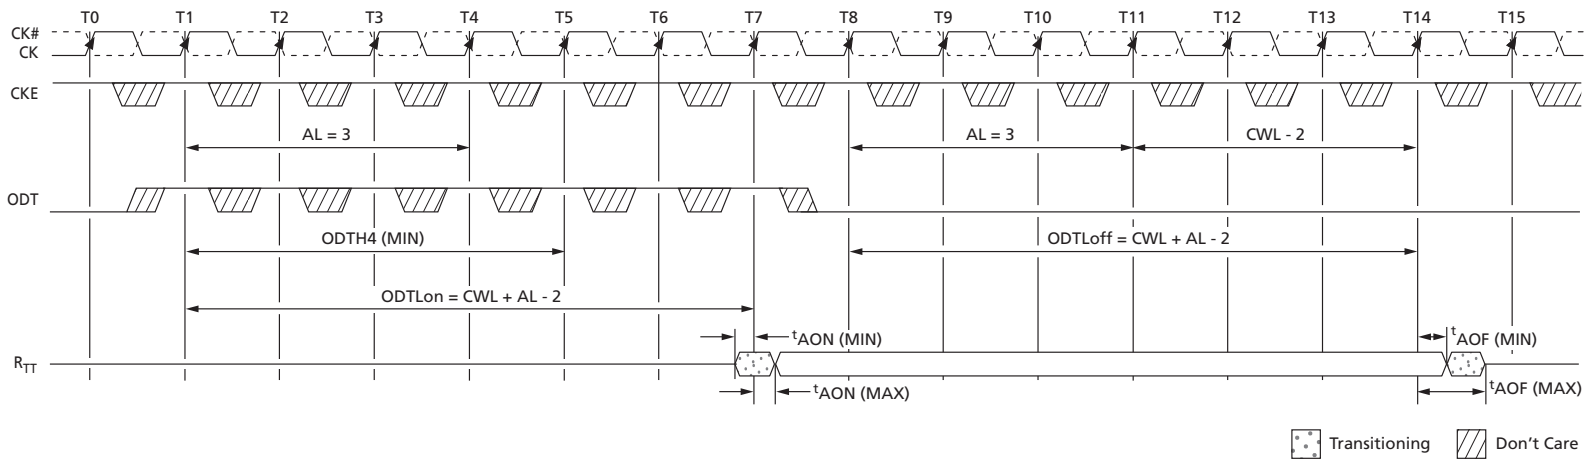 T0 T1 T2 T3 T4 T5 T6 T7 T8 T9 T10 T11 T12 T13 T14 T15
CK#
CK
CKE
AL = 3 AL = 3 CWL - 2
ODT
ODTH4 (MIN) ODTLoff = CWL + AL - 2
ODTLon = CWL + AL - 2
tAON (MIN) tAOF (MIN)
RTT
tAON (MAX) tAOF (MAX)
Transitioning Don't Care